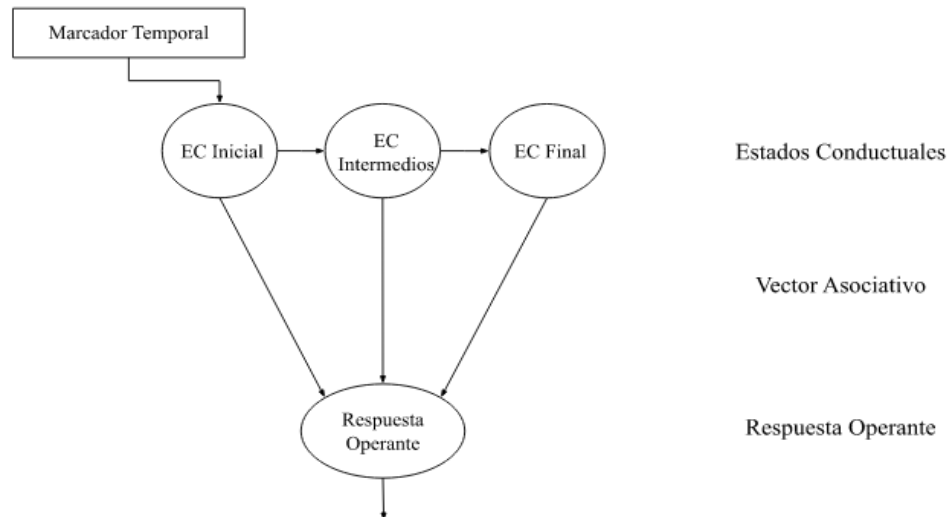 Marcador Temporal
EC Inicial
EC
Intermedios
EC Final
Estados Conductuales
Vector Asociativo
Respuesta
Operante
Respuesta Operante